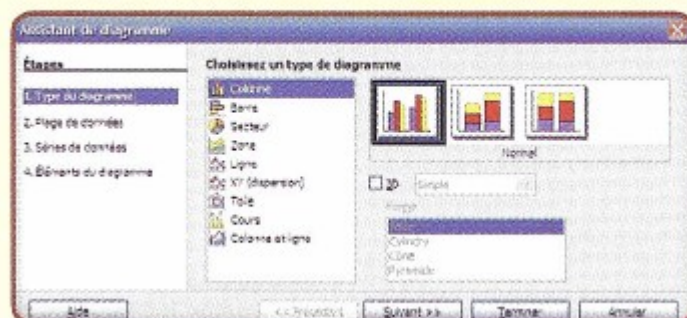 Assistant de diagramme
Étapes
1. Type du diagramme
2. Plage de données
3. Séries de données
4. Éléments du diagramme
Choisissez un type de diagramme
Colonne
Barre
Secteur
Zone
Ligne
XY (dispersion)
Toile
Cours
Colonne et ligne
Normal
3D
Simple
Cylindre
Cône
Pyramide
Aide
<< Précédent
Suivant >>
Terminer
Annuler